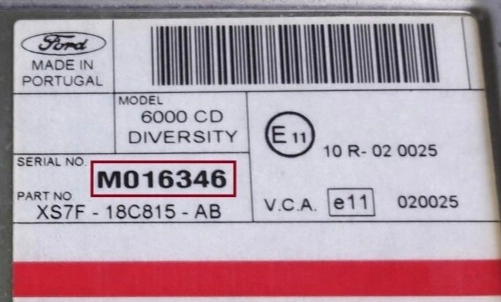 Ford
MADE IN
PORTUGAL
MODEL
6000 CD
DIVERSITY
E 11
10 R- 02 0025
SERIAL NO.
M016346
PART NO
XS7F - 18C815 - AB
V.C.A. e11 020025